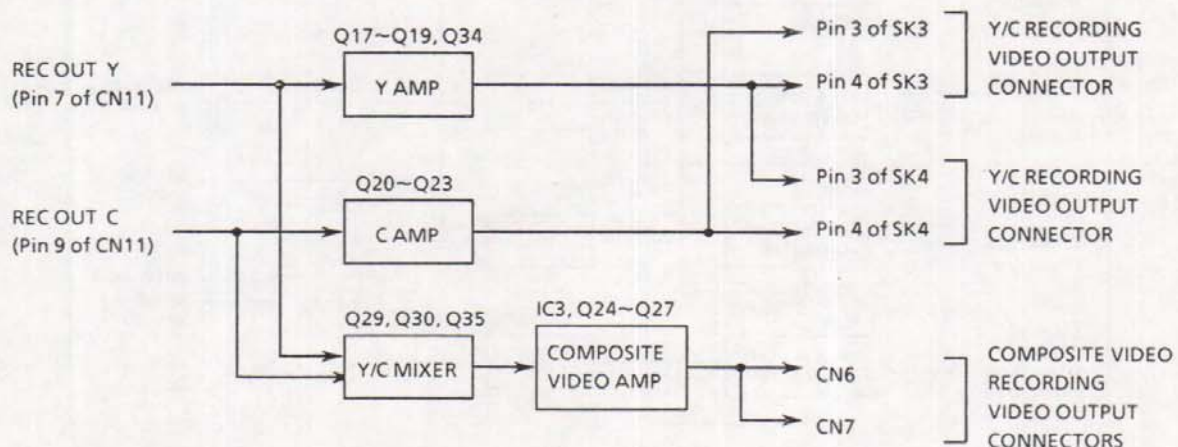 Q17~Q19, Q34
REC OUT Y
(Pin 7 of CN11)
Y AMP
Pin 3 of SK3
Pin 4 of SK3
Y/C RECORDING
VIDEO OUTPUT
CONNECTOR
Q20~Q23
REC OUT C
(Pin 9 of CN11)
C AMP
Pin 3 of SK4
Pin 4 of SK4
Y/C RECORDING
VIDEO OUTPUT
CONNECTOR
Q29, Q30, Q35
Y/C MIXER
IC3, Q24~Q27
COMPOSITE
VIDEO AMP
CN6
CN7
COMPOSITE VIDEO
RECORDING
VIDEO OUTPUT
CONNECTORS